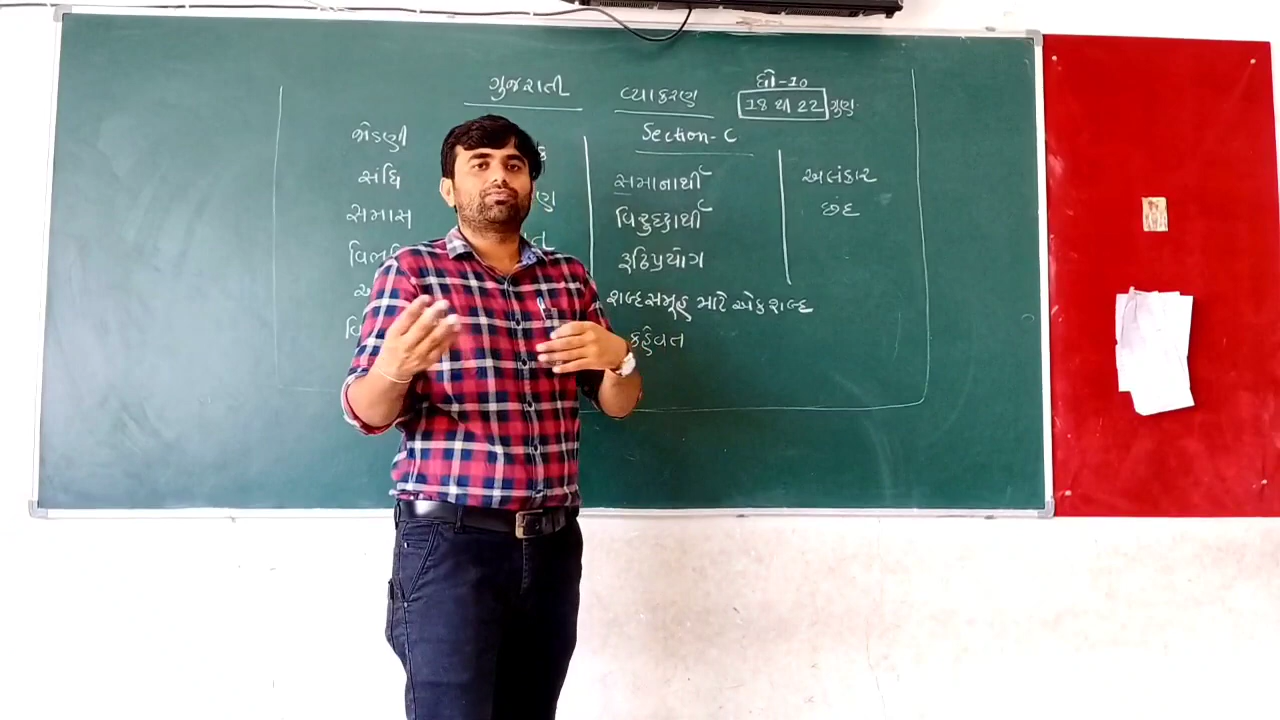 ગુજરાતી વ્યાકરણ
ધો-10
18 થી 22 ગુણ
Section-C
જોડણી
સંધિ
સમાસ
સમાનાર્થી
વિરુદ્ધાર્થી
રૂઢિપ્રયોગ
શબ્દસમૂહ માટે એક શબ્દ
કહેવત
અલંકાર
છંદ